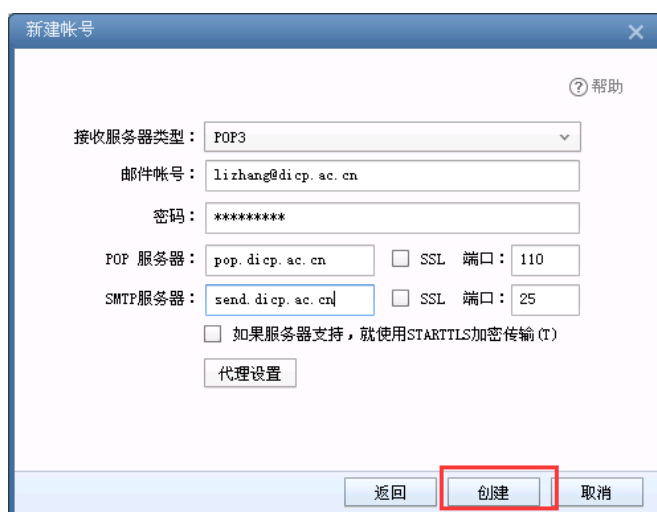 新建帐号
?帮助
接收服务器类型： POP3
邮件帐号： lizhang@dicp.ac.cn
密码： *********
POP 服务器： pop.dicp.ac.cn SSL 端口： 110
SMTP服务器： send.dicp.ac.cn SSL 端口： 25
如果服务器支持，就使用STARTTLS加密传输(T)
代理设置
返回 创建 取消